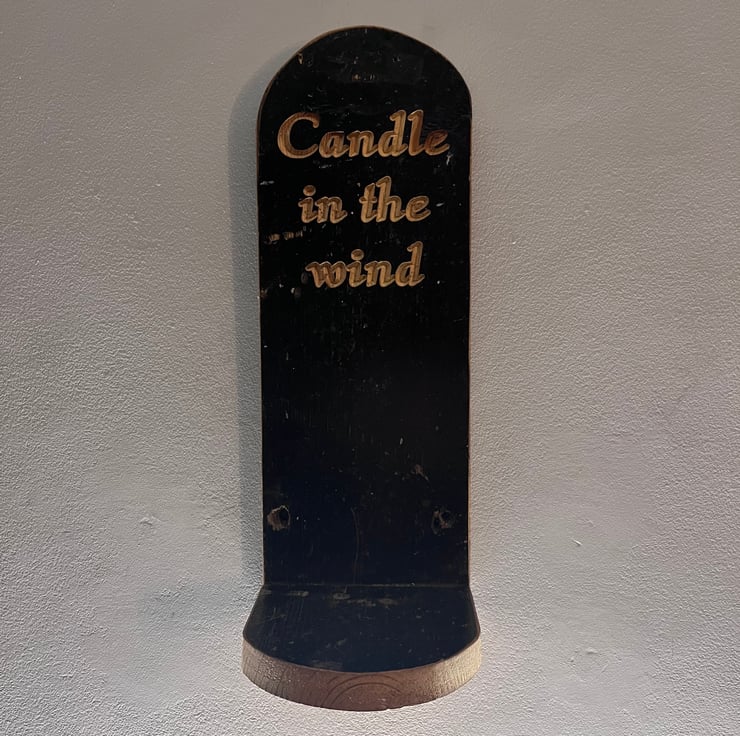 Candle
in the
wind